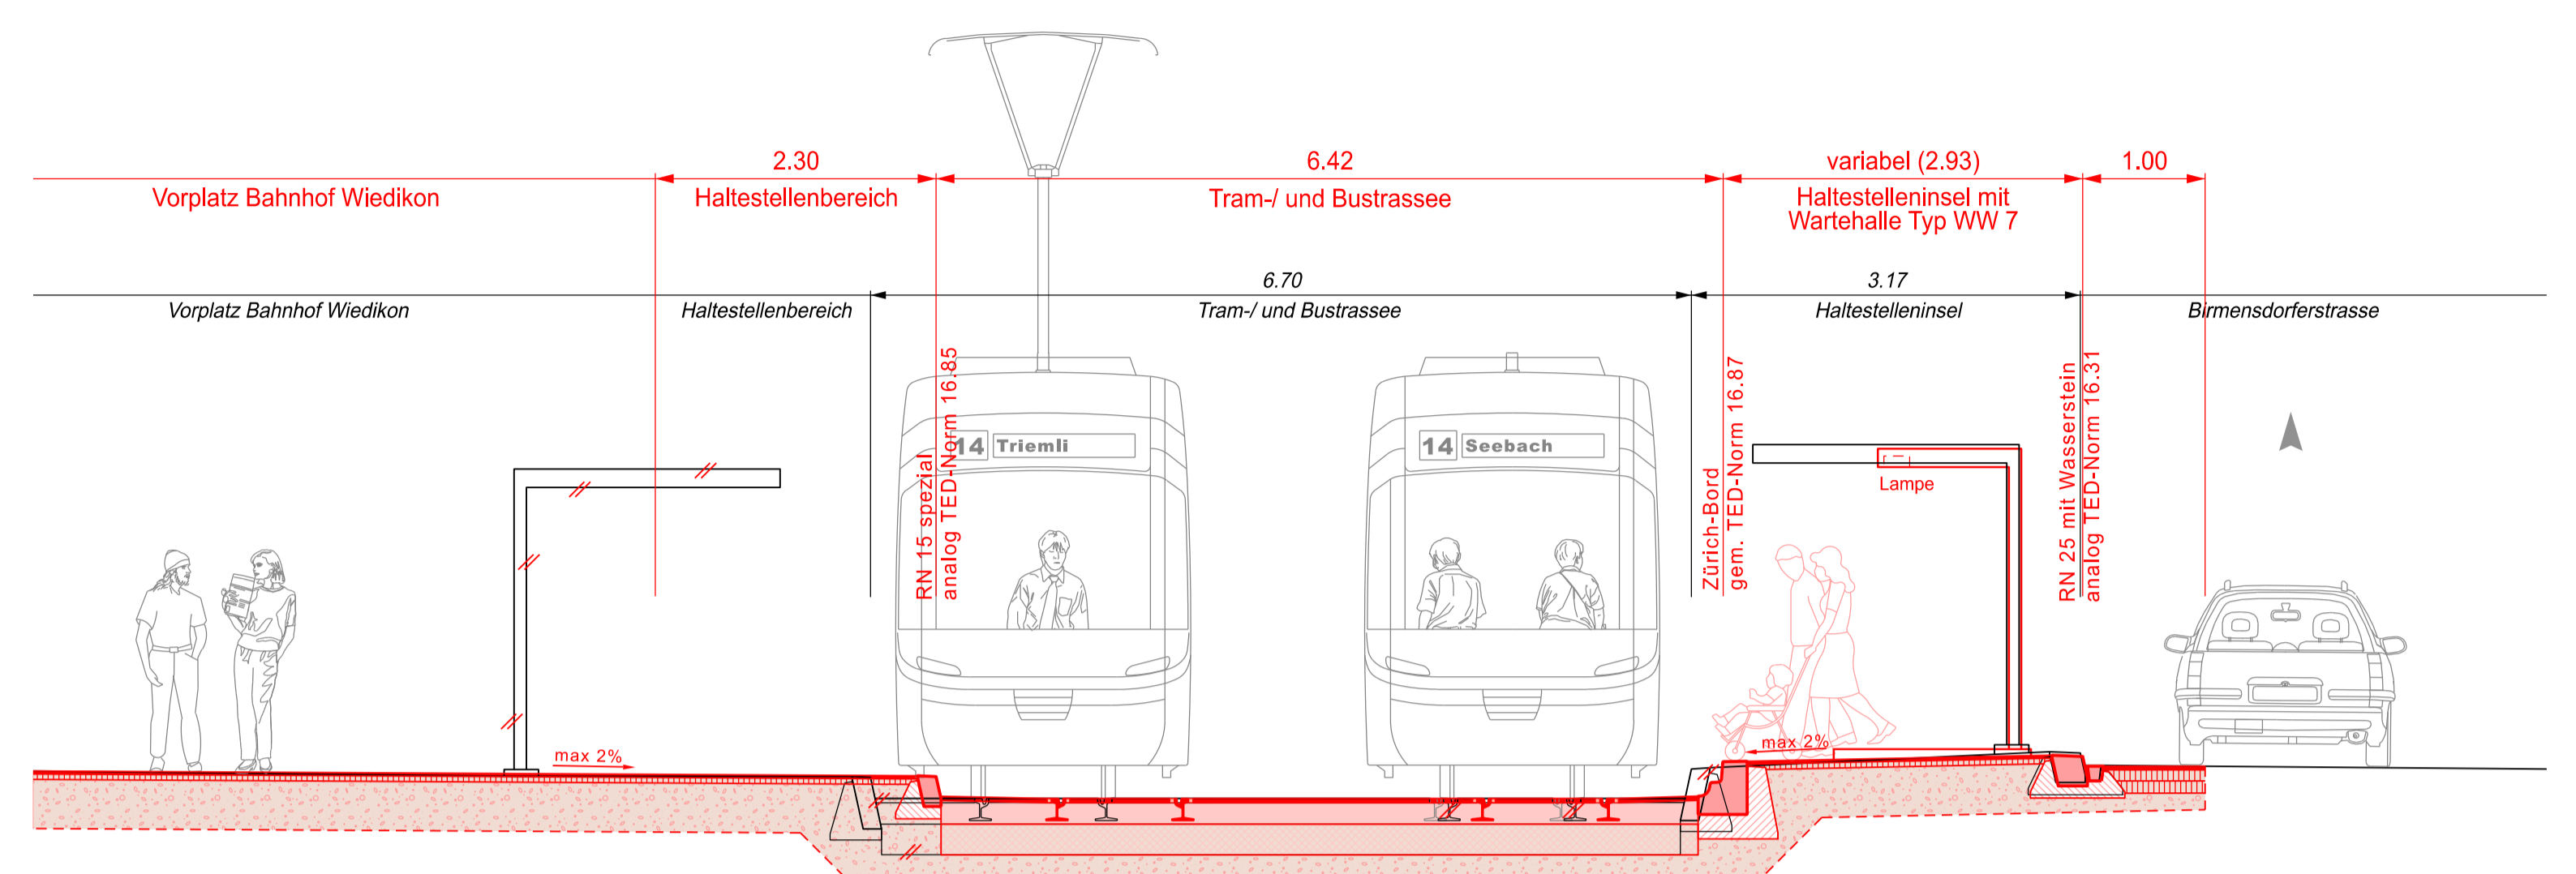 2.30
6.42
variabel (2.93)
1.00
Vorplatz Bahnhof Wiedikon
Haltestellenbereich
Tram-/ und Bustrassee
Haltestelleninsel mit
Wartehalle Typ WW 7
6.70
3.17
Vorplatz Bahnhof Wiedikon
Haltestellenbereich
Tram-/ und Bustrassee
Haltestelleninsel
Birmensdorferstrasse
RN 15 spezial
analog TED-Norm 16.85
Zürich-Bord
gem. TED-Norm 16.87
RN 25 mit Wasserstein
analog TED-Norm 16.31
14 Triemli
14 Seebach
Lampe
max 2%
max 2%